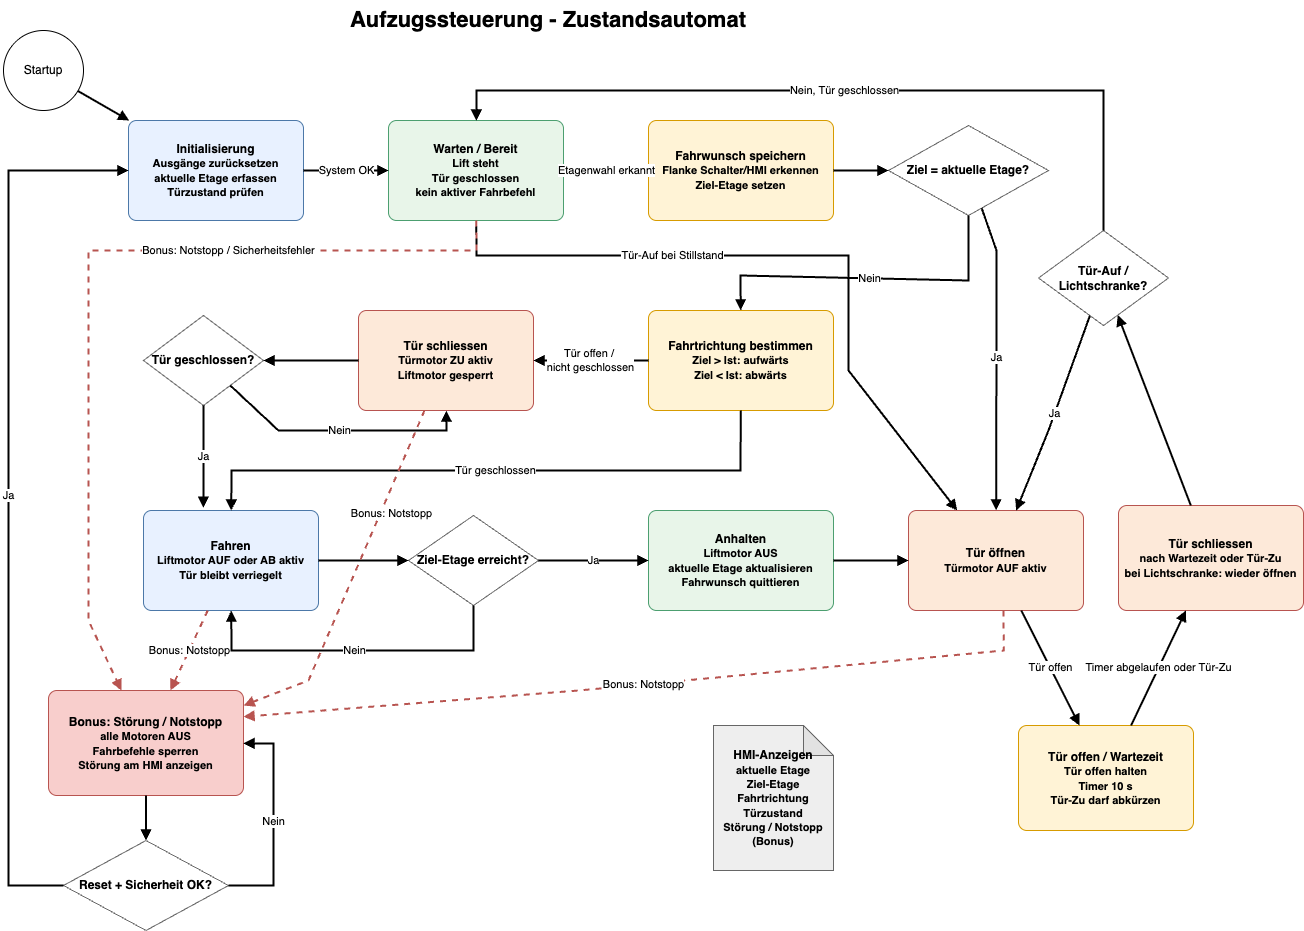 Aufzugssteuerung - Zustandsautomat
Startup
Nein, Tür geschlossen
Initialisierung
Ausgänge zurücksetzen
aktuelle Etage erfassen
Türzustand prüfen
System OK
Warten / Bereit
Lift steht
Tür geschlossen
kein aktiver Fahrbefehl
Etagenwahl erkannt
Fahrwunsch speichern
Flanke Schalter/HMI erkennen
Ziel-Etage setzen
Ziel = aktuelle Etage?
Bonus: Notstopp / Sicherheitsfehler
Tür-Auf bei Stillstand
Nein
Tür-Auf /
Lichtschranke?
Tür geschlossen?
Tür schliessen
Türmotor ZU aktiv
Liftmotor gesperrt
Tür offen /
nicht geschlossen
Fahrtrichtung bestimmen
Ziel > Ist: aufwärts
Ziel < Ist: abwärts
Ja
Ja
Nein
Ja
Tür geschlossen
Ja
Bonus: Notstopp
Fahren
Liftmotor AUF oder AB aktiv
Tür bleibt verriegelt
Ziel-Etage erreicht?
Ja
Anhalten
Liftmotor AUS
aktuelle Etage aktualisieren
Fahrwunsch quittieren
Tür öffnen
Türmotor AUF aktiv
Tür schliessen
nach Wartezeit oder Tür-Zu
bei Lichtschranke: wieder öffnen
Bonus: Notstopp
Nein
Bonus: Notstopp
Tür offen
Timer abgelaufen oder Tür-Zu
Bonus: Störung / Notstopp
alle Motoren AUS
Fahrbefehle sperren
Störung am HMI anzeigen
HMI-Anzeigen
aktuelle Etage
Ziel-Etage
Fahrtrichtung
Türzustand
Störung / Notstopp
(Bonus)
Tür offen / Wartezeit
Tür offen halten
Timer 10 s
Tür-Zu darf abkürzen
Nein
Reset + Sicherheit OK?